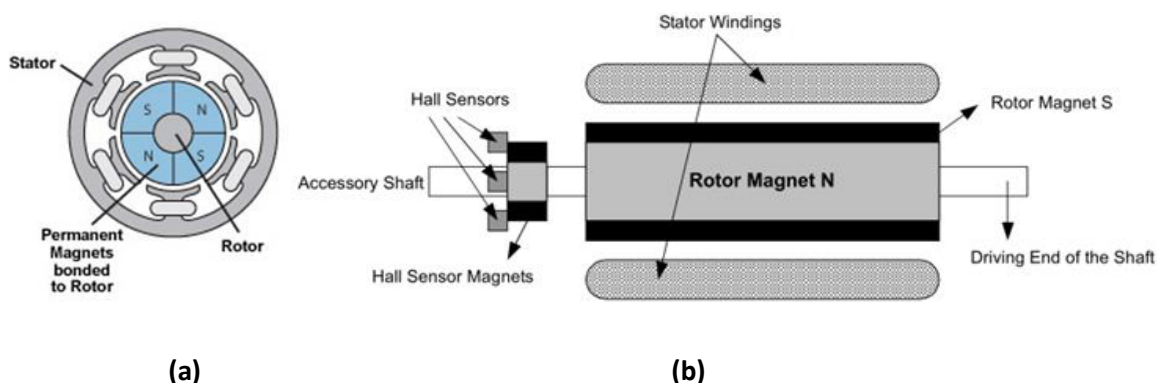 Stator
S
N
N
S
Permanent
Magnets
bonded
to Rotor
Rotor
(a)
Stator Windings
Hall Sensors
Rotor Magnet S
Accessory Shaft
Rotor Magnet N
Hall Sensor Magnets
Driving End of the Shaft
(b)